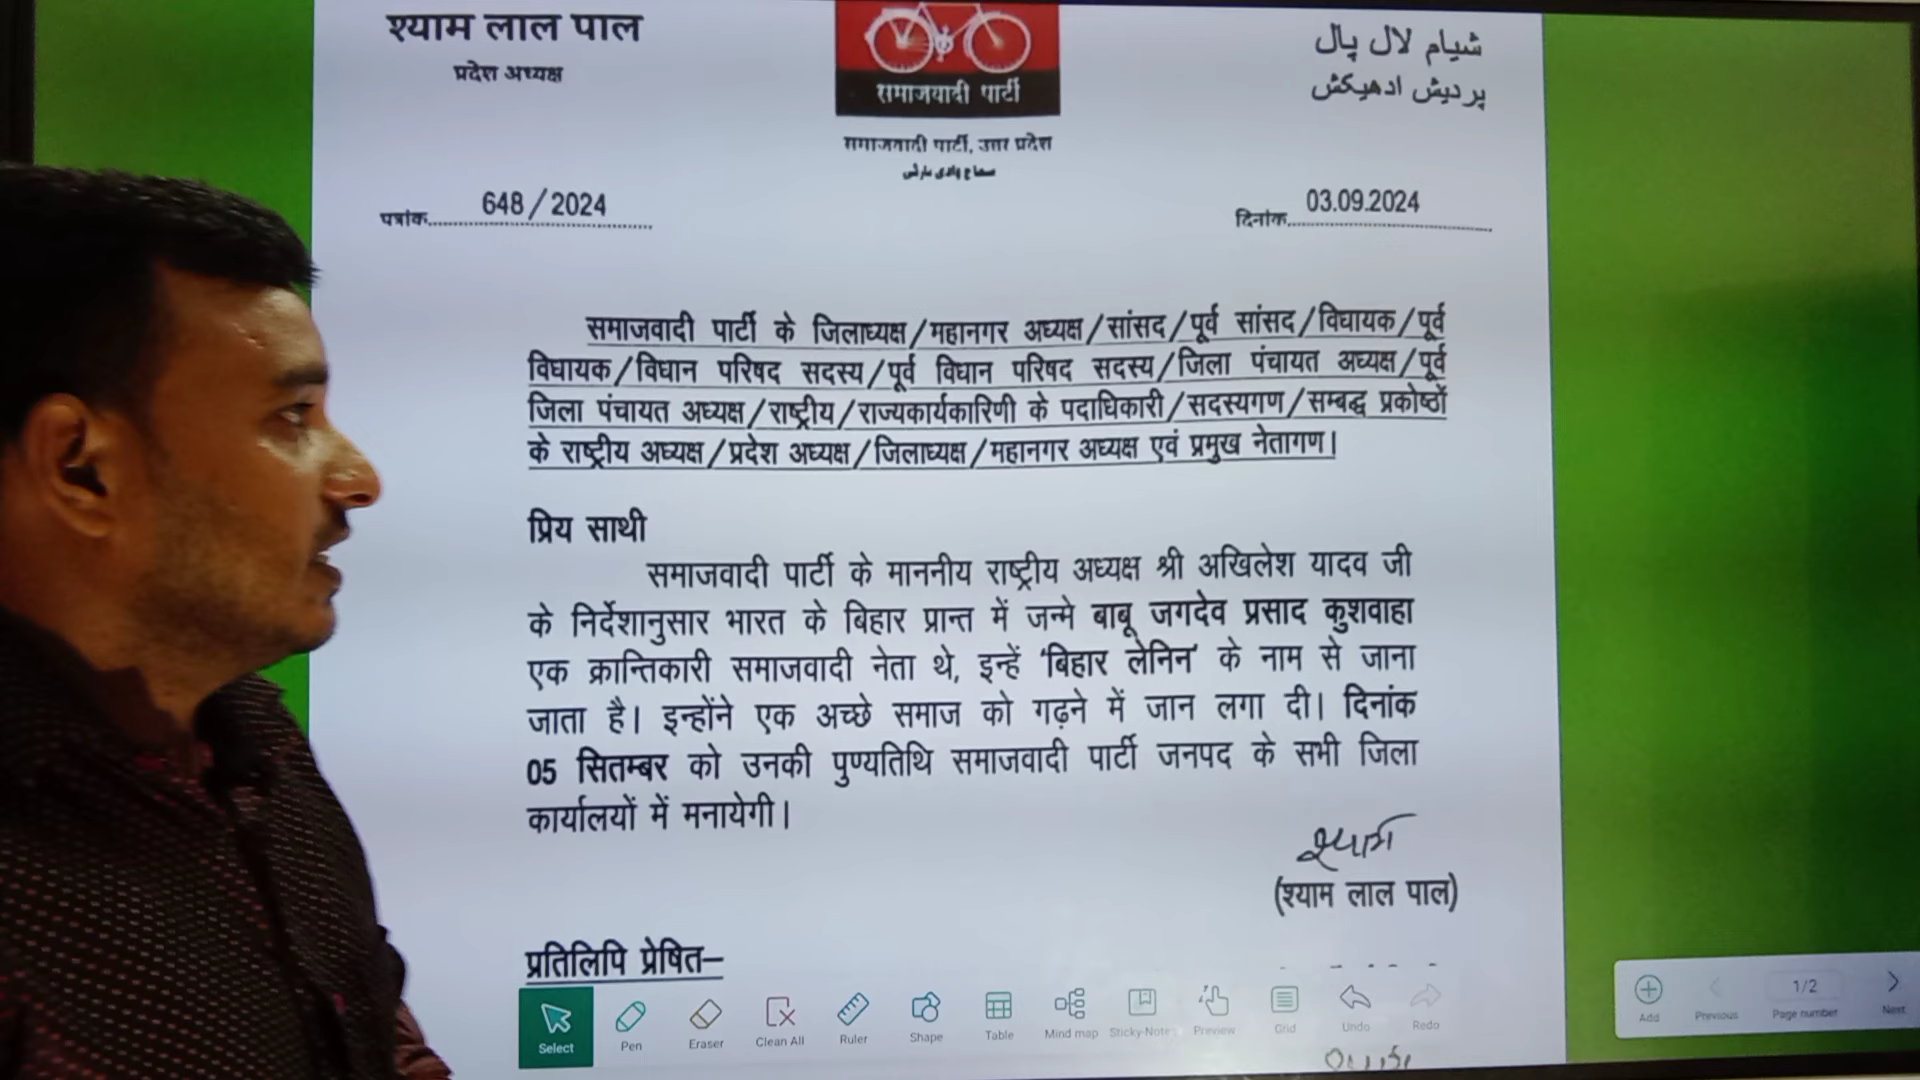 श्याम लाल पाल
प्रदेश अध्यक्ष
समाजवादी पार्टी
समाजवादी पार्टी, उत्तर प्रदेश
شیام لال پال
پردیش ادھیکش
पत्रांक 648/2024
दिनांक 03.09.2024
समाजवादी पार्टी के जिलाध्यक्ष/महानगर अध्यक्ष/सांसद/पूर्व सांसद/विधायक/पूर्व
विधायक/विधान परिषद सदस्य/पूर्व विधान परिषद सदस्य/जिला पंचायत अध्यक्ष/पूर्व
जिला पंचायत अध्यक्ष/राष्ट्रीय/राज्यकार्यकारिणी के पदाधिकारी/सदस्यगण/सम्बद्ध प्रकोष्ठों
के राष्ट्रीय अध्यक्ष/प्रदेश अध्यक्ष/जिलाध्यक्ष/महानगर अध्यक्ष एवं प्रमुख नेतागण।
प्रिय साथी
समाजवादी पार्टी के माननीय राष्ट्रीय अध्यक्ष श्री अखिलेश यादव जी
के निर्देशानुसार भारत के बिहार प्रान्त में जन्मे बाबू जगदेव प्रसाद कुशवाहा
एक क्रान्तिकारी समाजवादी नेता थे, इन्हें 'बिहार लेनिन' के नाम से जाना
जाता है। इन्होंने एक अच्छे समाज को गढ़ने में जान लगा दी। दिनांक
05 सितम्बर को उनकी पुण्यतिथि समाजवादी पार्टी जनपद के सभी जिला
कार्यालयों में मनायेगी।
श्याम
(श्याम लाल पाल)
प्रतिलिपि प्रेषित–
Select Pen Eraser Clean All Ruler Shape Table Mind map Sticky Note Preview Grid Undo Redo
Add Previous 1/2 Page number Next